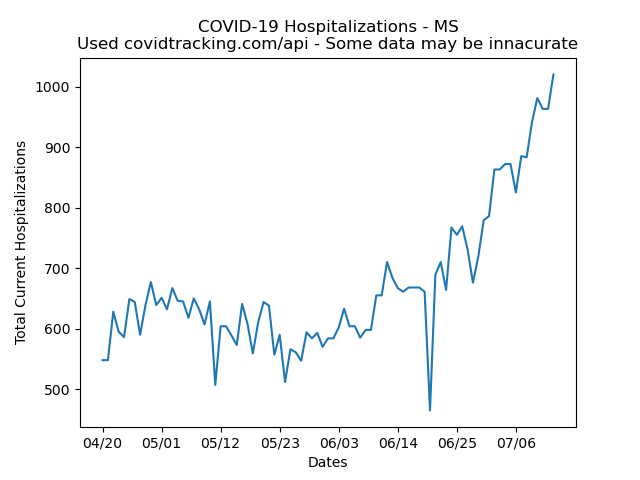 COVID-19 Hospitalizations - MS
Used covidtracking.com/api - Some data may be innacurate
Total Current Hospitalizations
1000
900
800
700
600
500
04/20 05/01 05/12 05/23 06/03 06/14 06/25 07/06
Dates